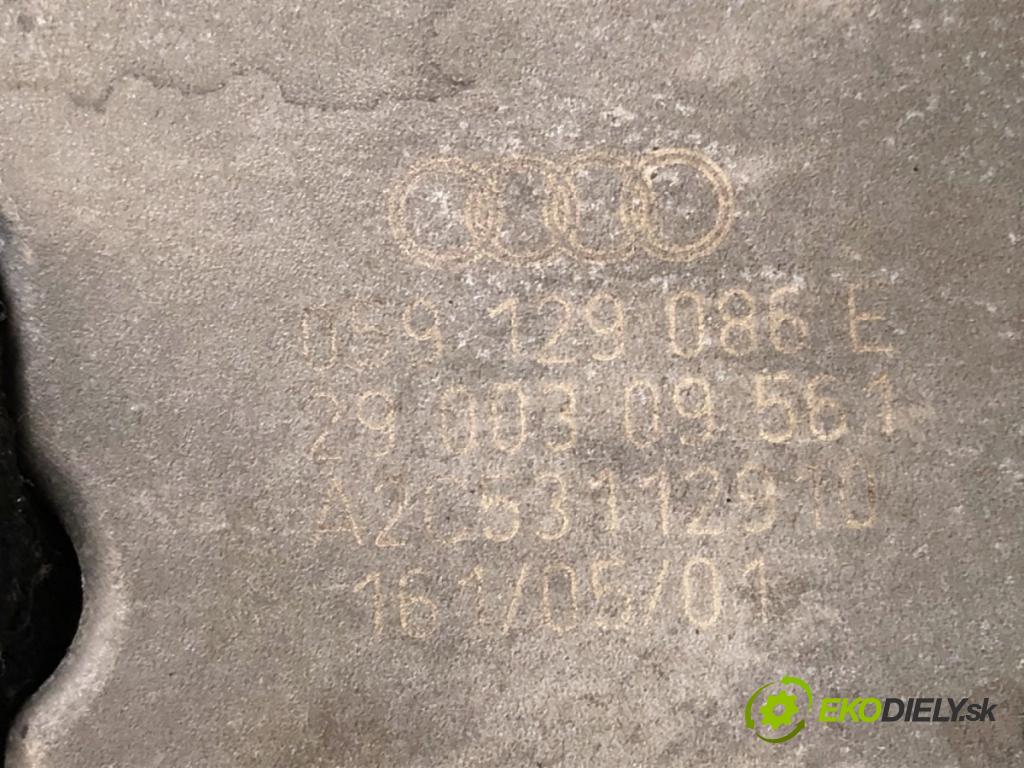 059 129 086 E
29 003 09 561
A2C53112910
161/05/01
EKODIELY.sk